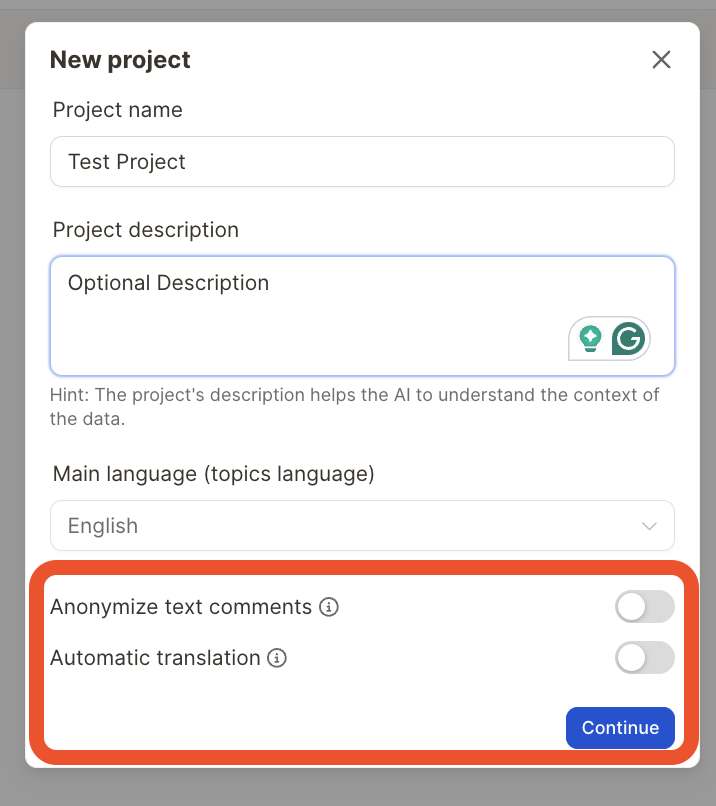 New project
Project name
Test Project
Project description
Optional Description
Hint: The project's description helps the AI to understand the context of
the data.
Main language (topics language)
English
Anonymize text comments
Automatic translation
Continue